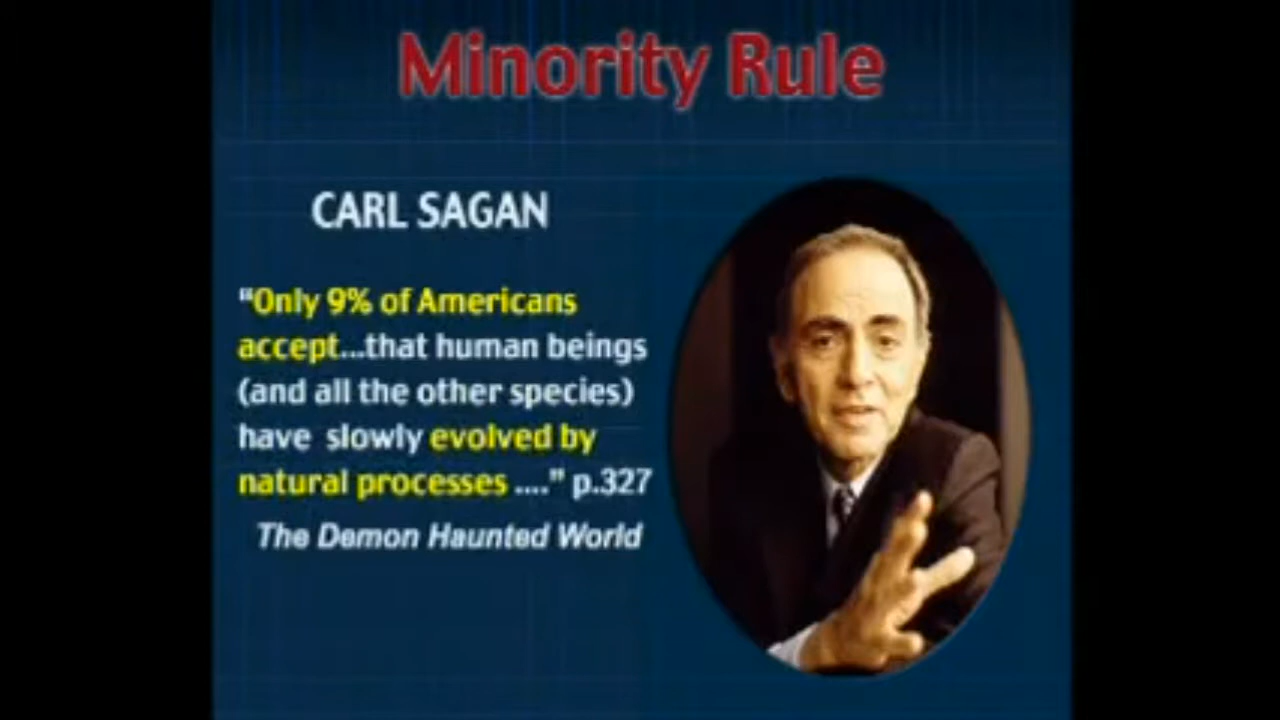 Minority Rule
CARL SAGAN
"Only 9% of Americans
accept...that human beings
(and all the other species)
have slowly evolved by
natural processes ...." p.327
The Demon Haunted World